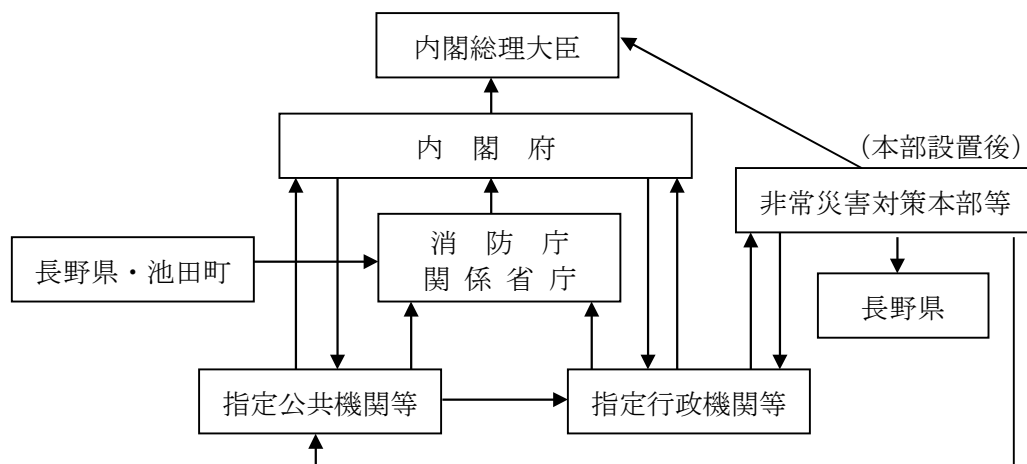 内閣総理大臣
内 閣 府
(本部設置後)
非常災害対策本部等
消 防 庁
関 係 省 庁
長野県・池田町
長野県
指定公共機関等
指定行政機関等